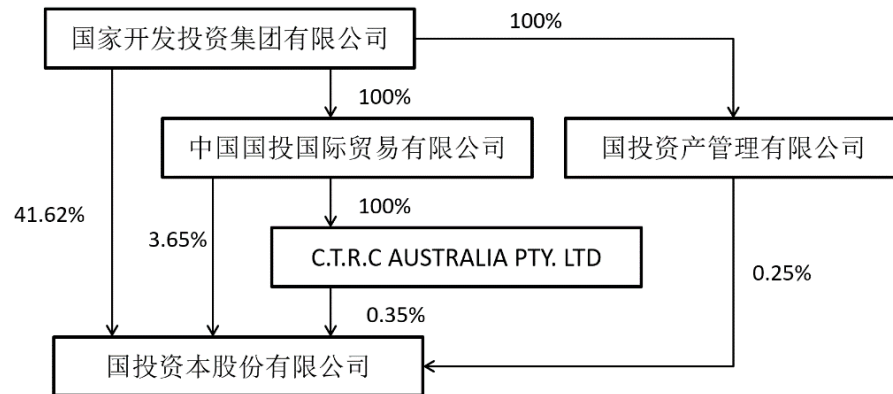 国家开发投资集团有限公司
100%
100%
中国国投国际贸易有限公司
国投资产管理有限公司
41.62%
3.65%
100%
C.T.R.C AUSTRALIA PTY. LTD
0.25%
0.35%
国投资本股份有限公司